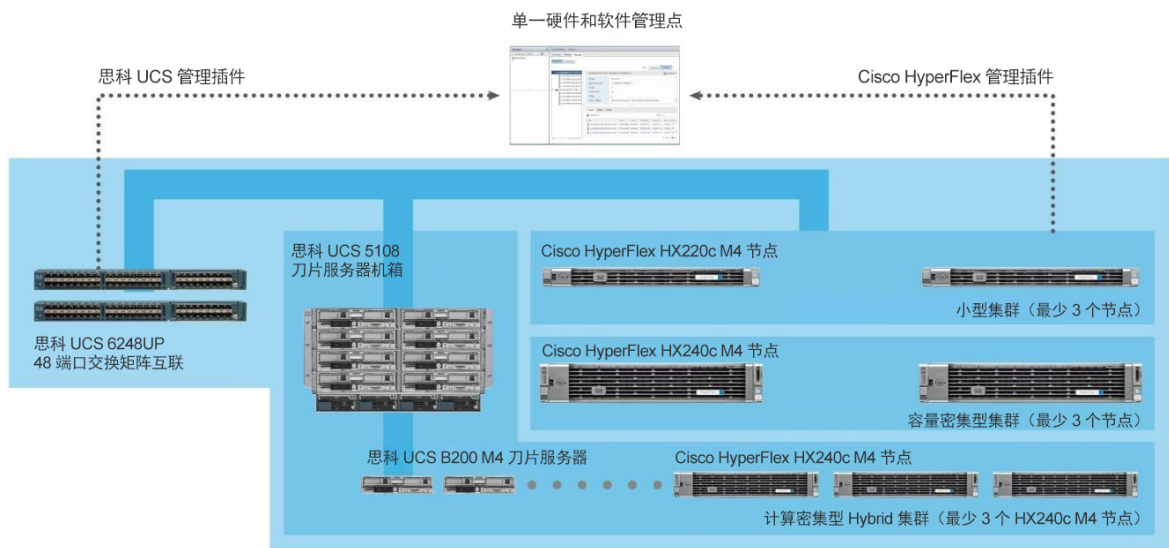 单一硬件和软件管理点
思科 UCS 管理插件
Cisco HyperFlex 管理插件
思科 UCS 5108
刀片服务器机箱
Cisco HyperFlex HX220c M4 节点
小型集群（最少 3 个节点）
思科 UCS 6248UP
48 端口交换矩阵互联
Cisco HyperFlex HX240c M4 节点
容量密集型集群（最少 3 个节点）
思科 UCS B200 M4 刀片服务器
Cisco HyperFlex HX240c M4 节点
计算密集型 Hybrid 集群（最少 3 个 HX240c M4 节点）